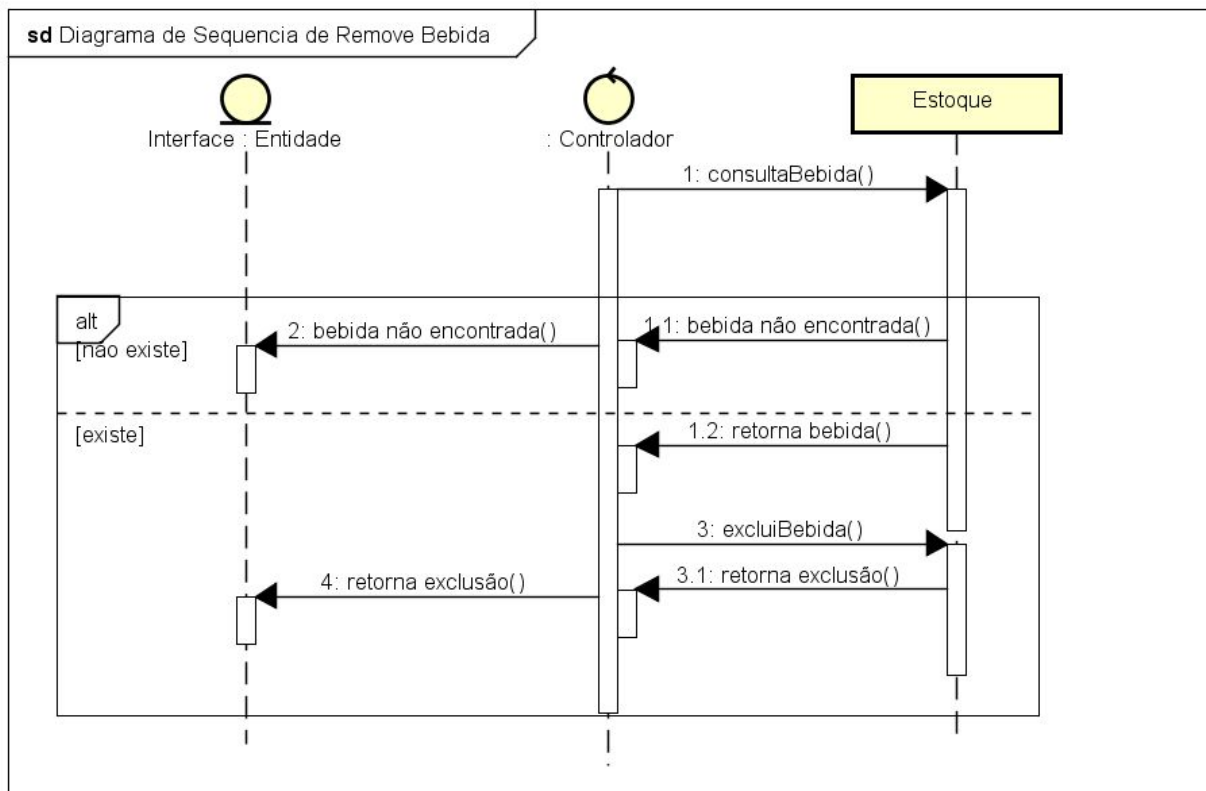 sd Diagrama de Sequencia de Remove Bebida
Interface : Entidade
: Controlador
Estoque
1: consultaBebida()
alt
[não existe]
2: bebida não encontrada()
1.1: bebida não encontrada()
[existe]
1.2: retorna bebida()
3: excluiBebida()
4: retorna exclusão()
3.1: retorna exclusão()